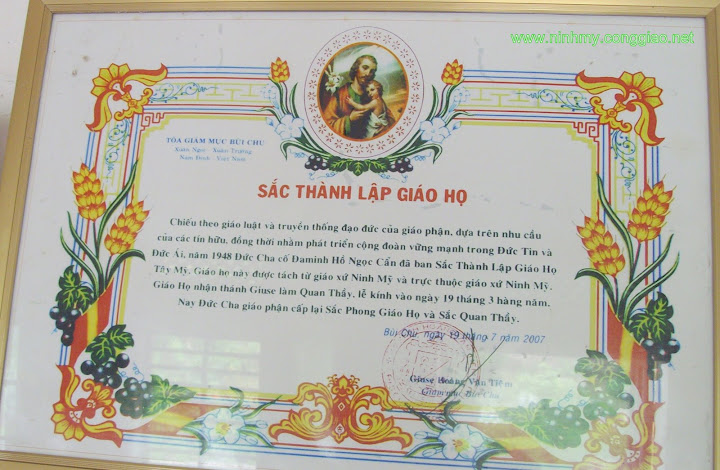 www.ninhmy.conggiao.net
TÒA GIÁM MỤC BÙI CHU
Xuân Ngọc - Xuân Trường
Nam Định - Việt Nam
SẮC THÀNH LẬP GIÁO HỌ
Chiếu theo giáo luật và truyền thống đạo đức của giáo phận, dựa trên nhu cầu
của các tín hữu, đồng thời nhằm phát triển cộng đoàn vững mạnh trong Đức Tin và
Đức Ái, năm 1948 Đức Cha cố Đaminh Hồ Ngọc Cẩn đã ban Sắc Thành Lập Giáo Họ
Tây Mỹ. Giáo họ này được tách từ giáo xứ Ninh Mỹ và trực thuộc giáo xứ Ninh Mỹ.
Giáo Họ nhận thánh Giuse làm Quan Thầy, lễ kính vào ngày 19 tháng 3 hàng năm.
Nay Đức Cha giáo phận cấp lại Sắc Phong Giáo Họ và Sắc Quan Thầy.
Bùi Chu, ngày 19 tháng 7 năm 2007
Giuse Hoàng Văn Tiệm
Giám mục Bùi Chu